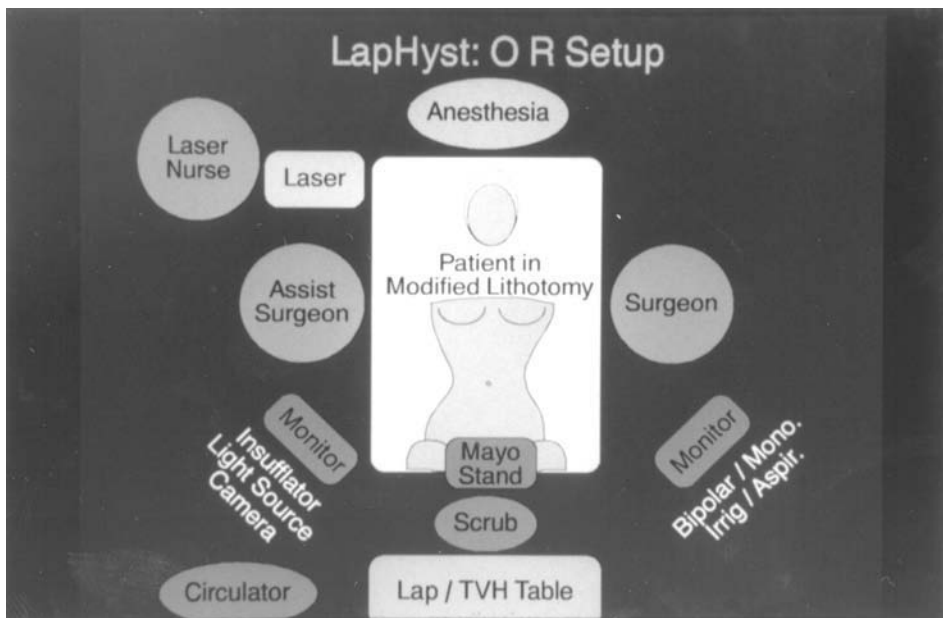 LapHyst: O R Setup
Anesthesia
Laser
Nurse
Laser
Patient in
Modified Lithotomy
Assist
Surgeon
Surgeon
Monitor
Insufflator
Light Source
Camera
Mayo
Stand
Monitor
Bipolar / Mono.
Irrig / Aspir.
Scrub
Circulator
Lap / TVH Table